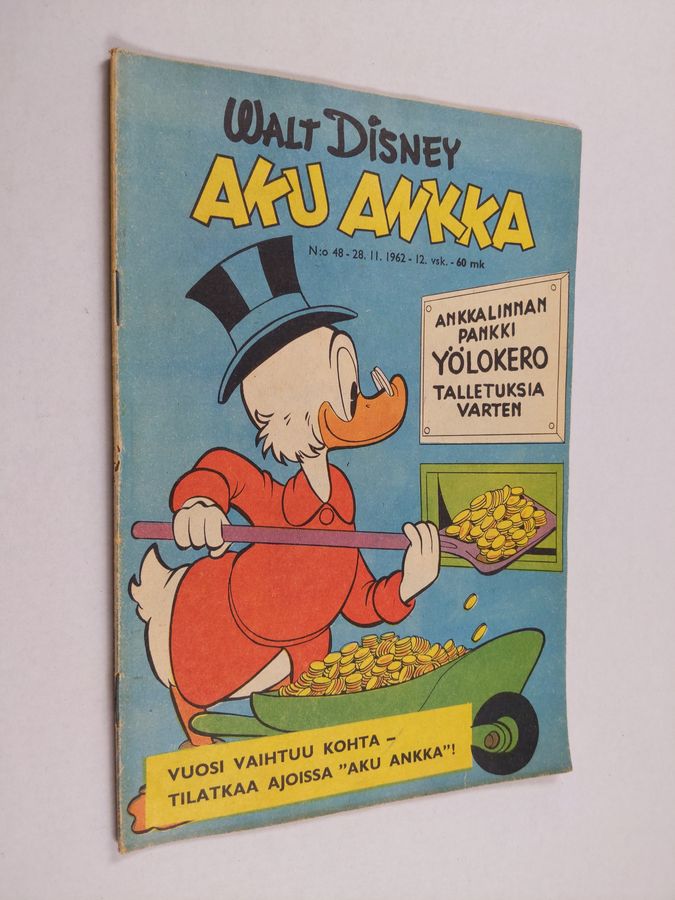 WALT DISNEY
AKU ANKKA
N:o 48 - 28. 11. 1962 - 12. vsk. - 60 mk
ANKKALINNAN
PANKKI
YÖLOKERO
TALLETUKSIA
VARTEN
VUOSI VAIHTUU KOHTA –
TILATKAA AJOISSA ”AKU ANKKA”!